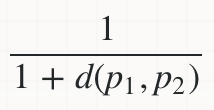 1
1 + d(p₁, p₂)